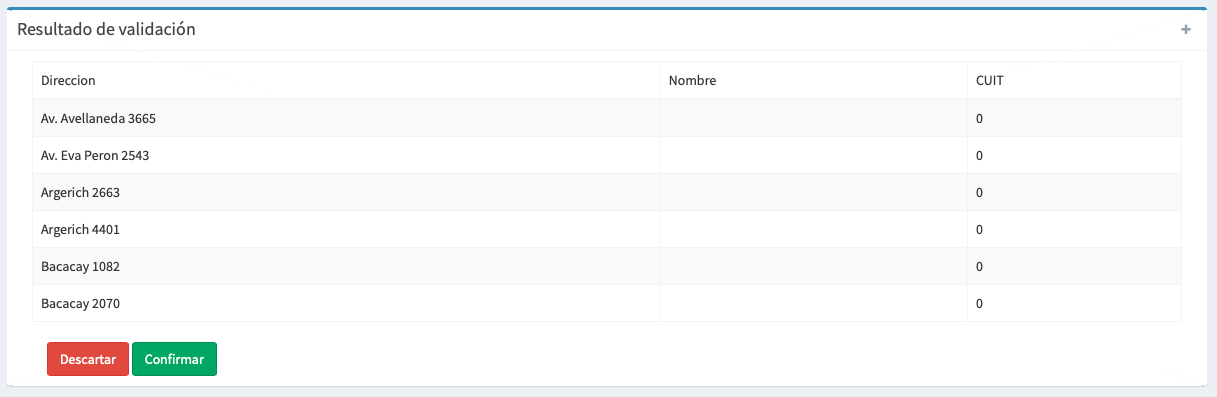 Resultado de validación
Direccion Nombre CUIT
Av. Avellaneda 3665 0
Av. Eva Peron 2543 0
Argerich 2663 0
Argerich 4401 0
Bacacay 1082 0
Bacacay 2070 0
Descartar Confirmar